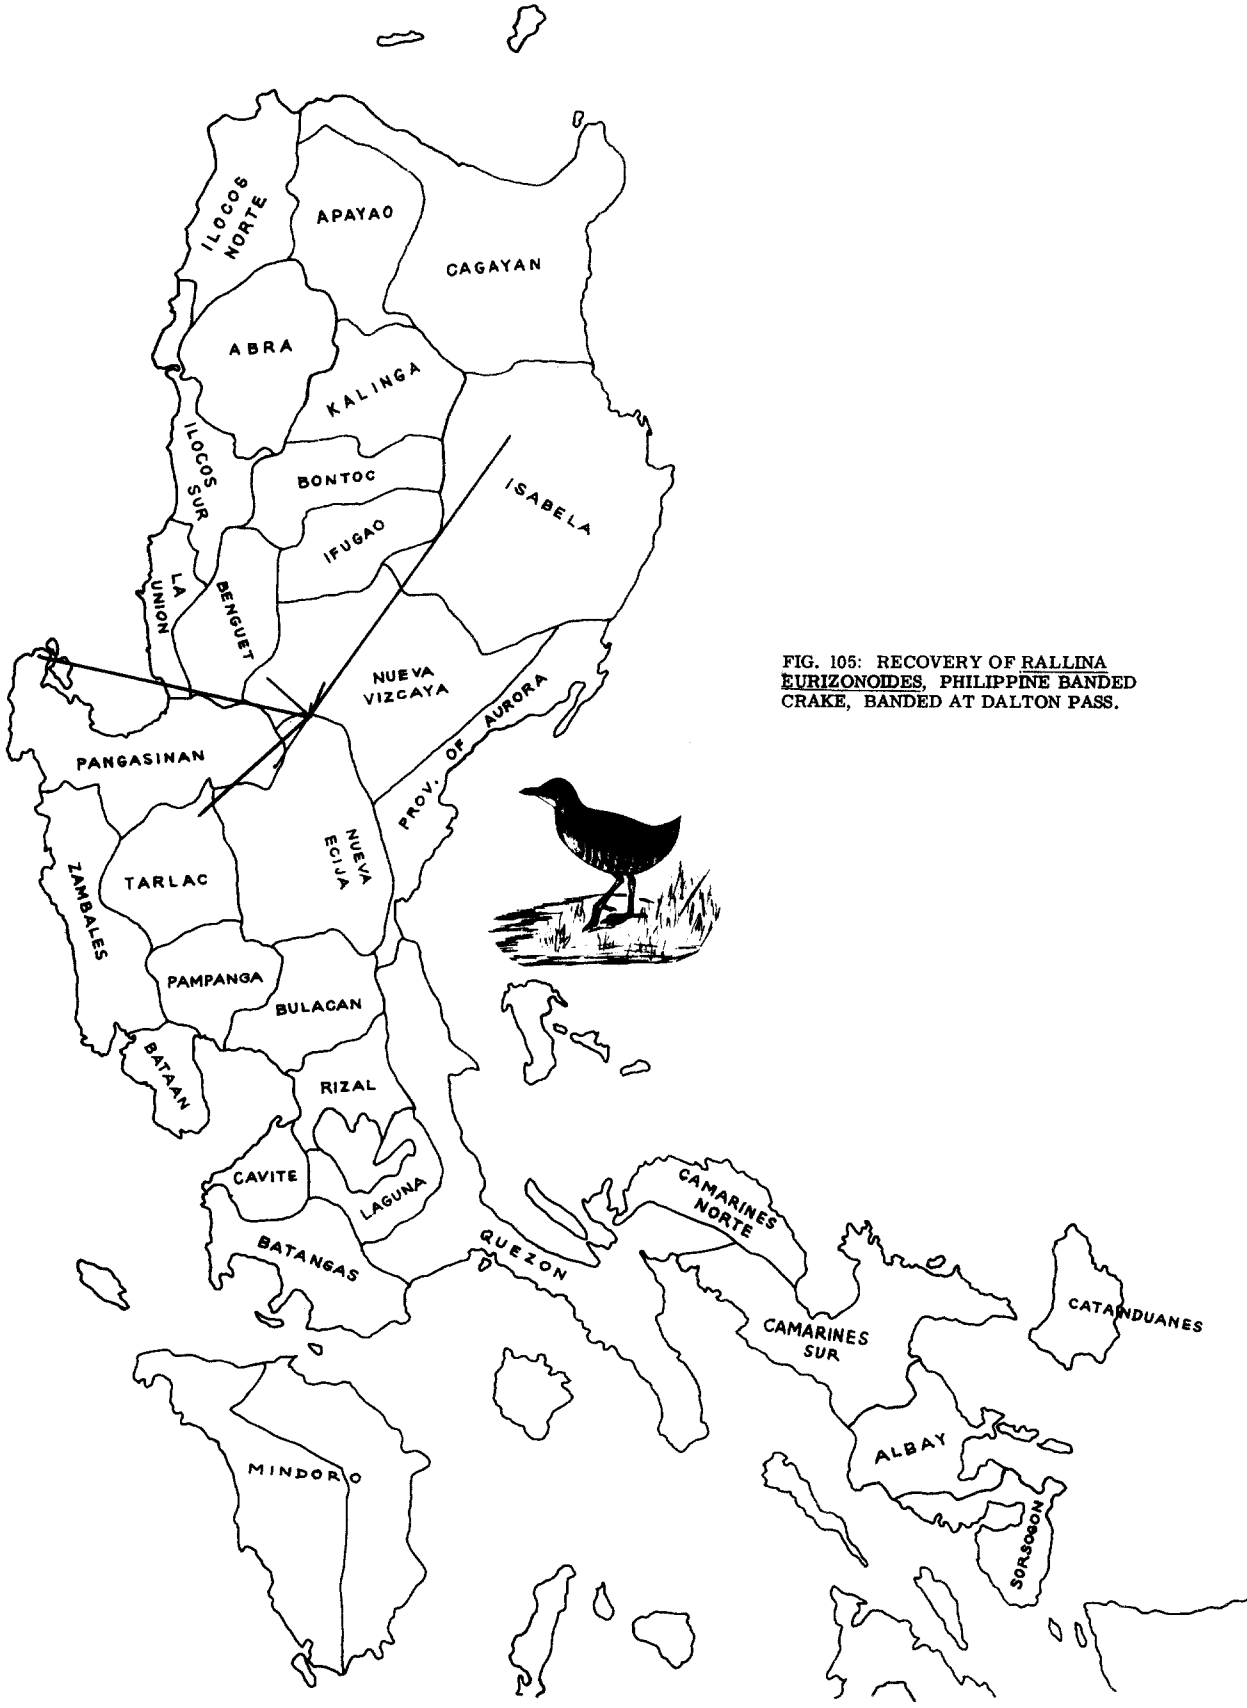 ILOCOS
NORTE
APAYAO
CAGAYAN
ABRA
KALINGA
ILOCOS
SUR
BONTOC
ISABELA
IFUGAO
LA
UNION
BENGUET
NUEVA
VIZCAYA
PROV. OF AURORA
FIG. 105: RECOVERY OF RALLINA
EURIZONOIDES, PHILIPPINE BANDED
CRAKE, BANDED AT DALTON PASS.
PANGASINAN
NUEVA
ECIJA
ZAMBALES
TARLAC
PAMPANGA
BULACAN
BATAAN
RIZAL
CAVITE
LAGUNA
BATANGAS
QUEZON
CAMARINES
NORTE
CATANDUANES
CAMARINES
SUR
ALBAY
MINDORO
SORSOGON